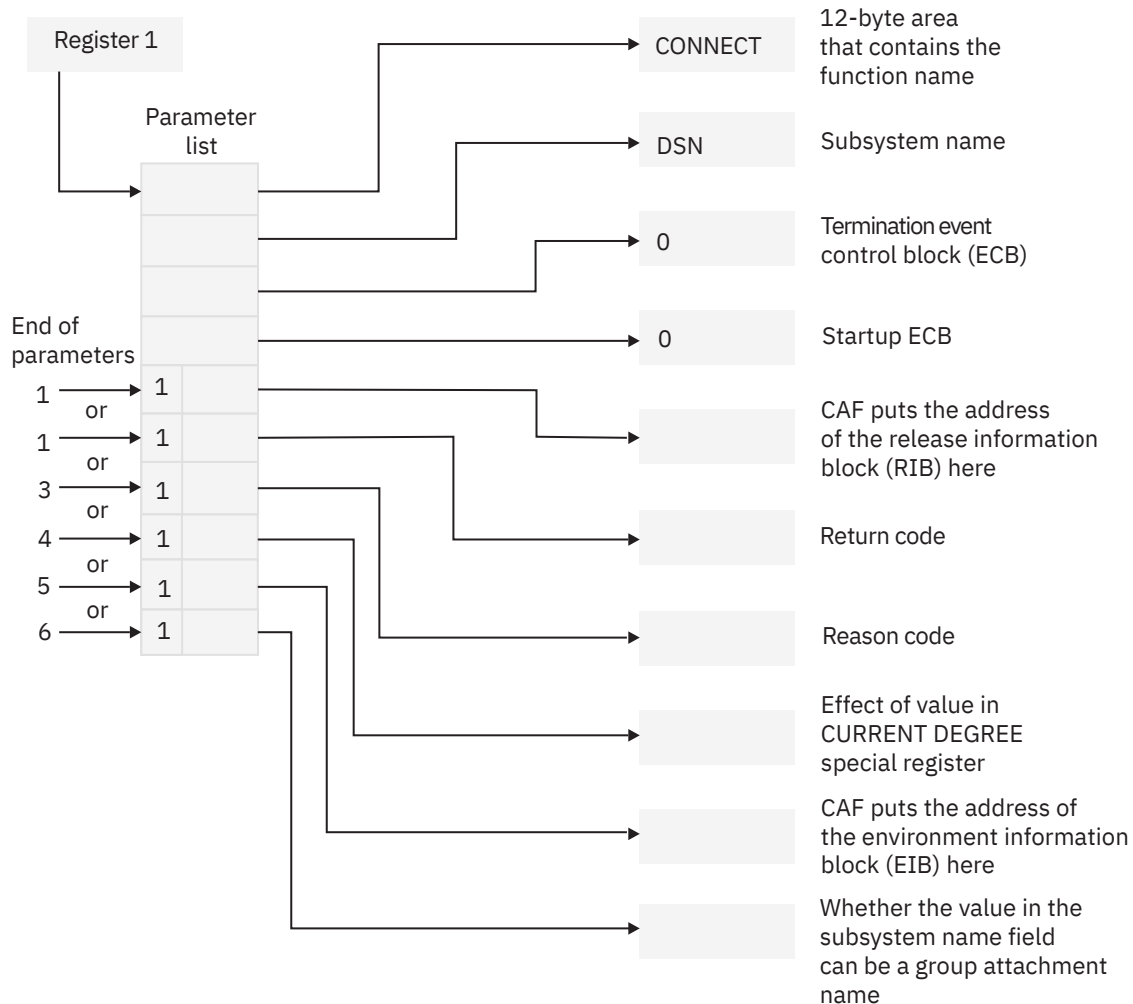 Register 1
Parameter
list
CONNECT
12-byte area
that contains the
function name
DSN
Subsystem name
0
Termination event
control block (ECB)
0
Startup ECB
End of
parameters
1
or
1
or
3
or
4
or
5
or
6
1
1
1
1
1
1
CAF puts the address
of the release information
block (RIB) here
Return code
Reason code
Effect of value in
CURRENT DEGREE
special register
CAF puts the address of
the environment information
block (EIB) here
Whether the value in the
subsystem name field
can be a group attachment
name